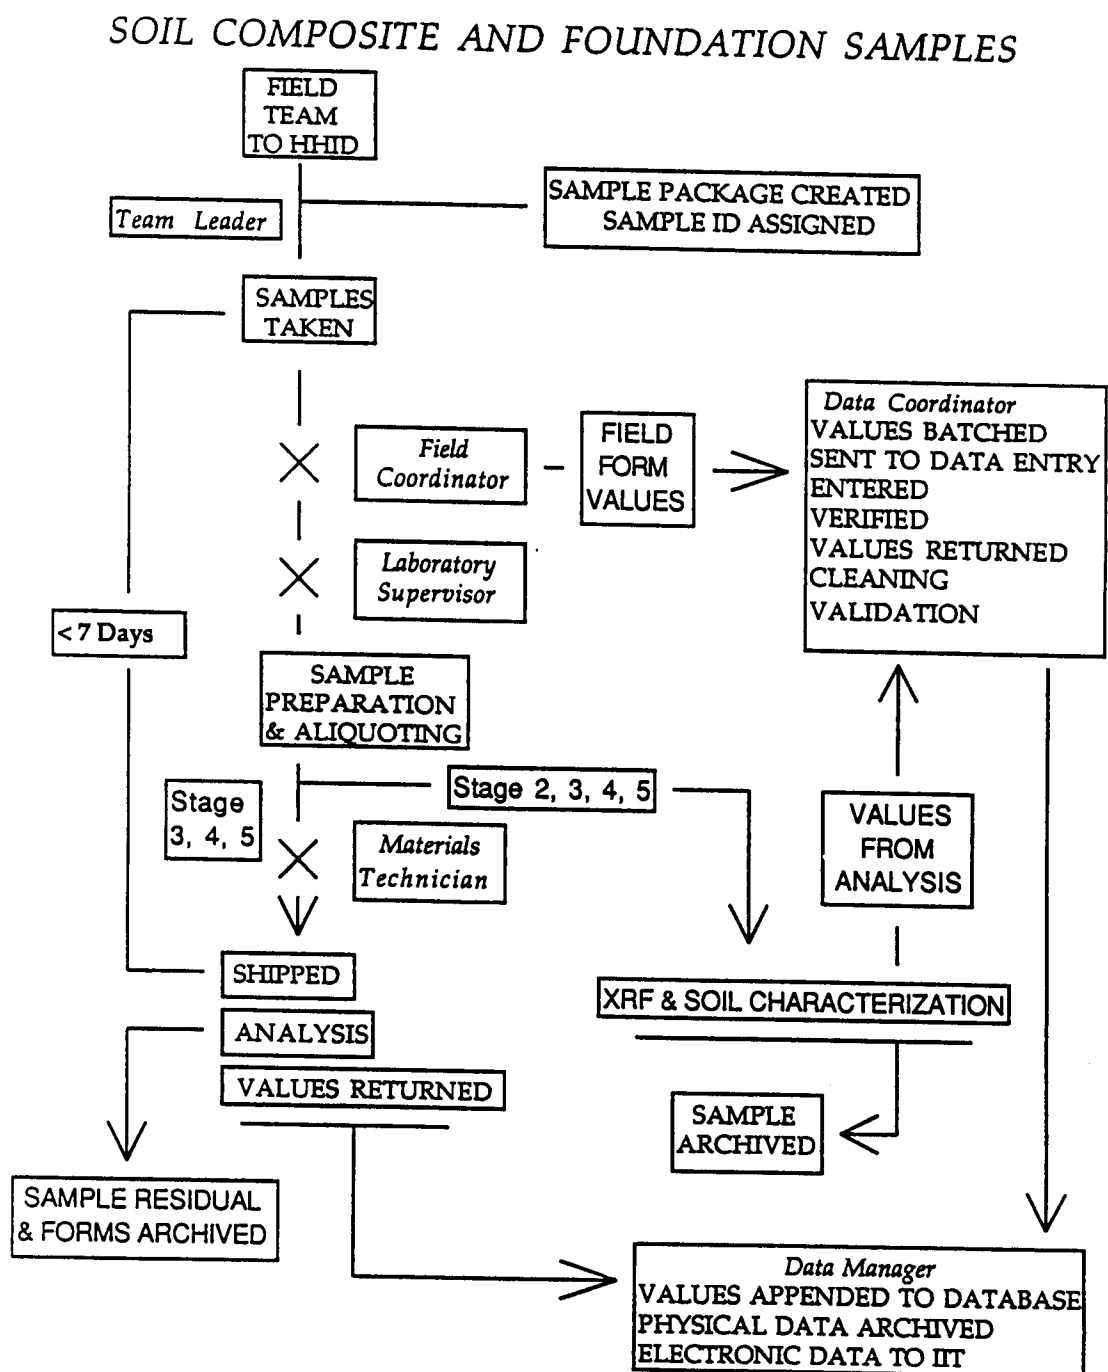 SOIL COMPOSITE AND FOUNDATION SAMPLES
FIELD
TEAM
TO HHID
Team Leader
SAMPLE PACKAGE CREATED
SAMPLE ID ASSIGNED
SAMPLES
TAKEN
Field
Coordinator
FIELD
FORM
VALUES
Data Coordinator
VALUES BATCHED
SENT TO DATA ENTRY
ENTERED
VERIFIED
VALUES RETURNED
CLEANING
VALIDATION
Laboratory
Supervisor
< 7 Days
SAMPLE
PREPARATION
& ALIQUOTING
Stage
3, 4, 5
Stage 2, 3, 4, 5
Materials
Technician
VALUES
FROM
ANALYSIS
SHIPPED
XRF & SOIL CHARACTERIZATION
ANALYSIS
VALUES RETURNED
SAMPLE
ARCHIVED
SAMPLE RESIDUAL
& FORMS ARCHIVED
Data Manager
VALUES APPENDED TO DATABASE
PHYSICAL DATA ARCHIVED
ELECTRONIC DATA TO IIT